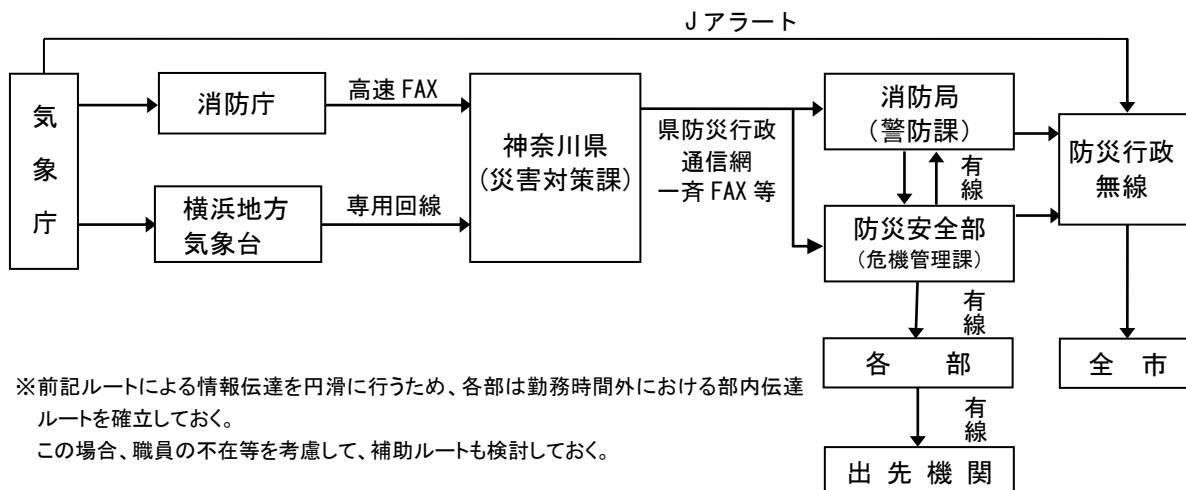 Jアラート
気象庁
消防庁
高速 FAX
横浜地方
気象台
専用回線
神奈川県
(災害対策課)
県防災行政
通信網
一斉 FAX 等
消防局
(警防課)
有線
防災安全部
(危機管理課)
防災行政
無線
有線
各 部
全 市
有線
出 先 機 関
※前記ルートによる情報伝達を円滑に行うため、各部は勤務時間外における部内伝達
ルートを確立しておく。
この場合、職員の不在等を考慮して、補助ルートも検討しておく。